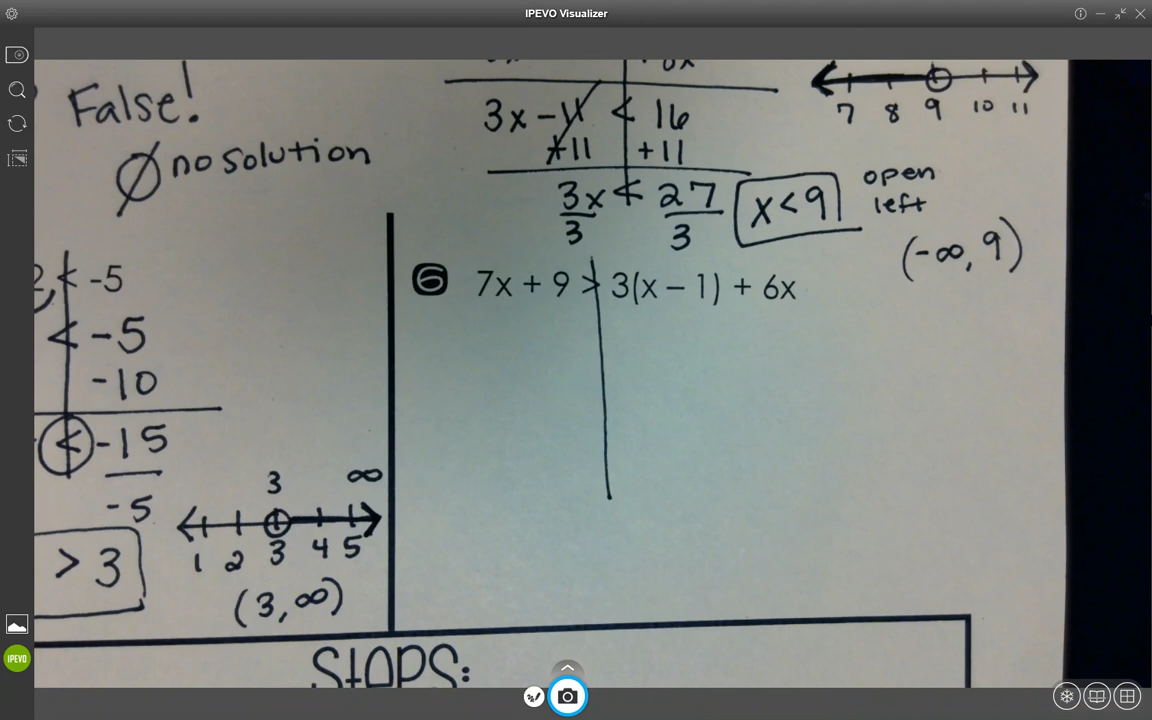 IPEVO Visualizer
False!
∅ no solution
< -5
< -5
-10
< -15
-5
> 3
3 ∞
1 2 3 4 5
(3, ∞)
3x - 11 < 16
+11 +11
3x < 27
3 3
x < 9
open
left
7 8 9 10 11
(-∞, 9)
6 7x + 9 > 3(x − 1) + 6x
STEPS:
IPEVO